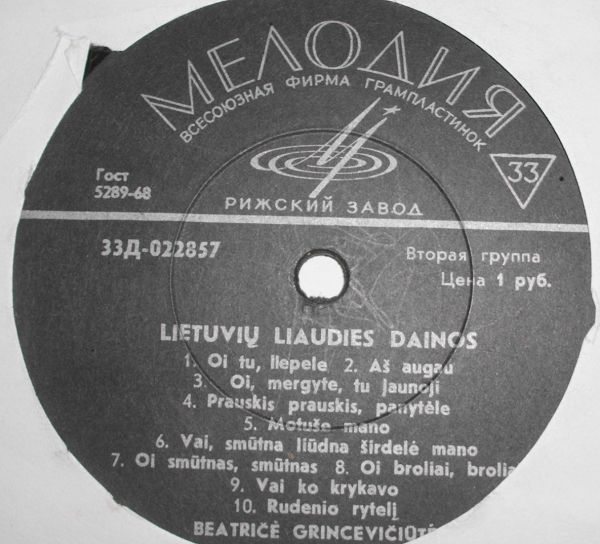 МЕЛОДИЯ
ВСЕСОЮЗНАЯ ФИРМА ГРАМПЛАСТИНОК
33
Гост
5289-68
РИЖСКИЙ ЗАВОД
33Д-022857
Вторая группа
Цена 1 руб.
LIETUVIŲ LIAUDIES DAINOS
1. Oi tu, liepele 2. Aš augau
3. Oi, mergyte, tu jaunoji
4. Prauskis prauskis, panytėle
5. Motuše mano
6. Vai, smūtna liūdna širdelė mano
7. Oi smūtnas, smūtnas 8. Oi broliai, brolia
9. Vai ko krykavo
10. Rudenio rytelį
BEATRIČĖ GRINCEVIČIŪTĖ